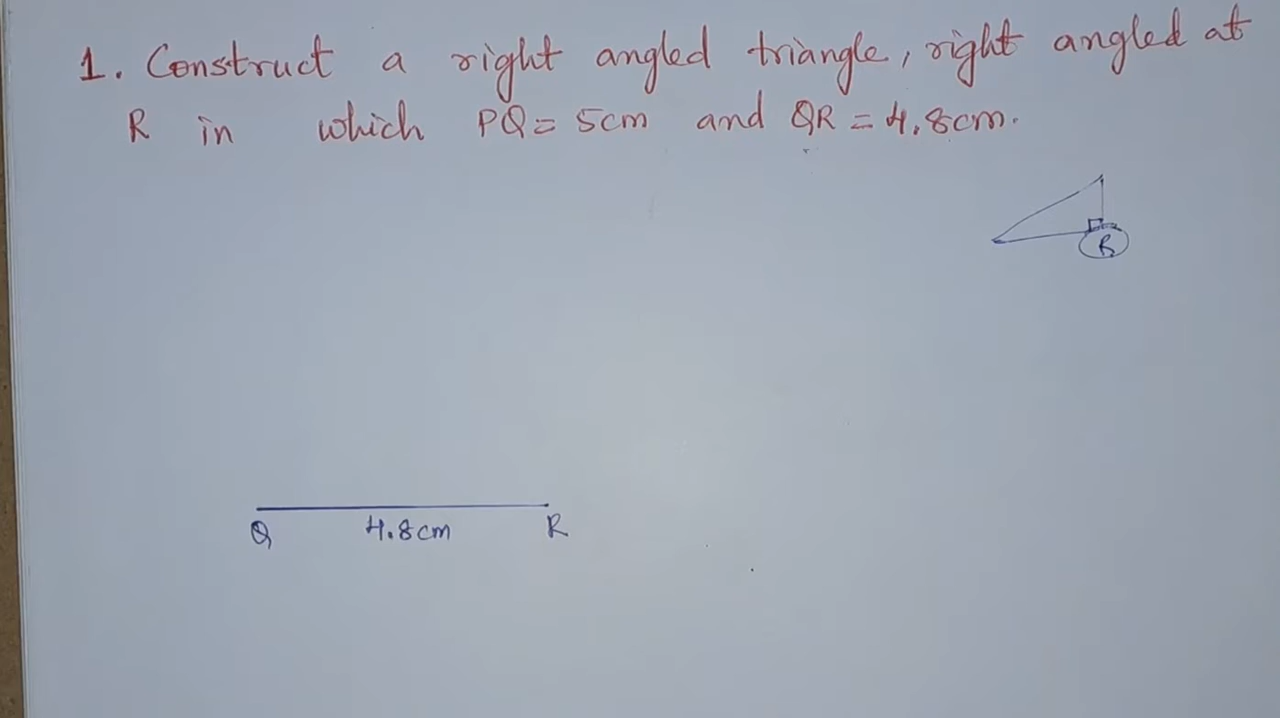 1. Construct a right angled triangle, right angled at
R in which PQ = 5cm and QR = 4.8cm.
R
Q 4.8cm R